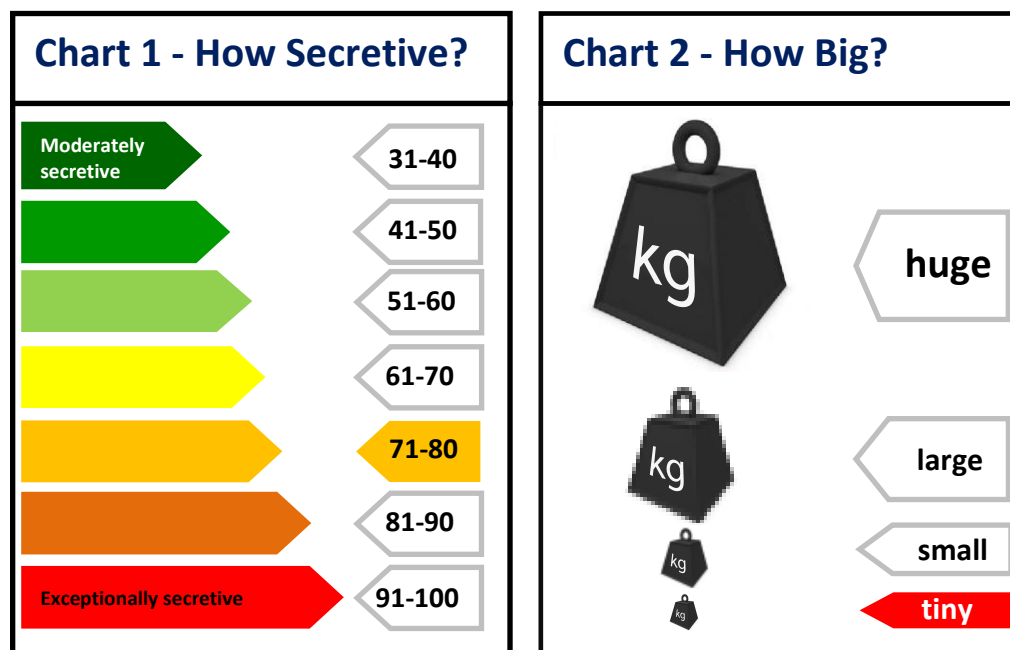 Chart 1 - How Secretive?
Moderately
secretive
31-40
41-50
51-60
61-70
71-80
81-90
Exceptionally secretive
91-100
Chart 2 - How Big?
kg
huge
kg
large
kg
small
kg
tiny